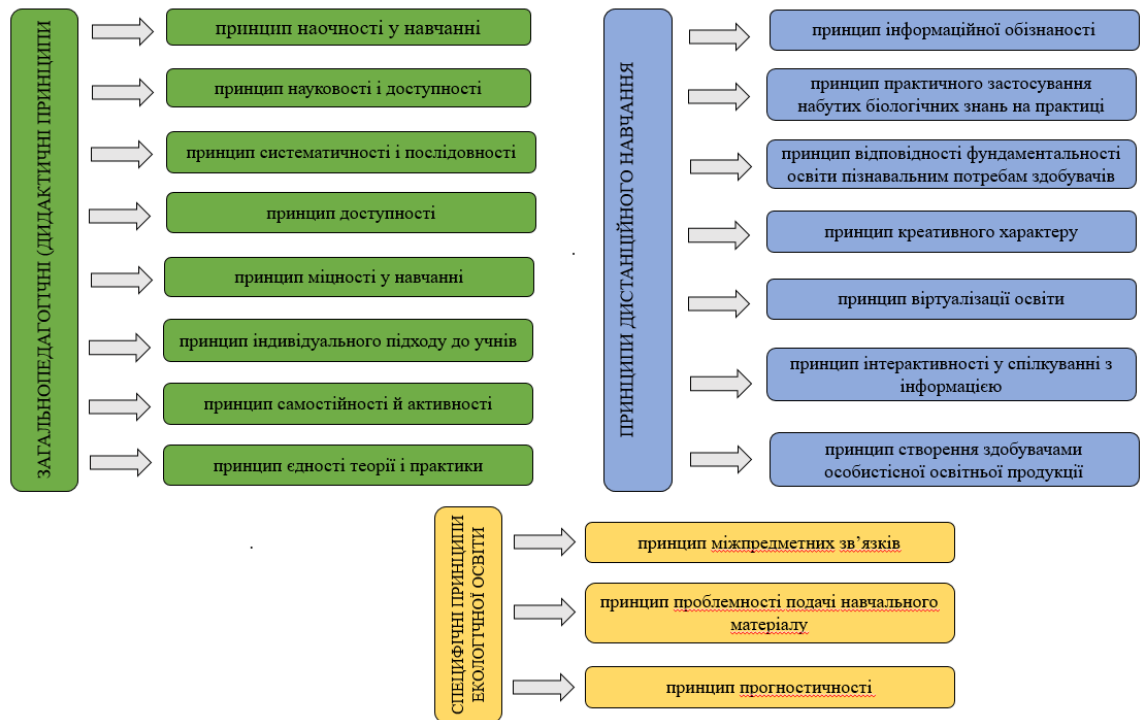 ЗАГАЛЬНОПЕДАГОГІЧНІ (ДИДАКТИЧНІ ПРИНЦИПИ
принцип наочності у навчанні
принцип науковості і доступності
принцип систематичності і послідовності
принцип доступності
принцип міцності у навчанні
принцип індивідуального підходу до учнів
принцип самостійності й активності
принцип єдності теорії і практики
ПРИНЦИПИ ДИСТАНЦІЙНОГО НАВЧАННЯ
принцип інформаційної обізнаності
принцип практичного застосування
набутих біологічних знань на практиці
принцип відповідності фундаментальності
освіти пізнавальним потребам здобувачів
принцип креативного характеру
принцип віртуалізації освіти
принцип інтерактивності у спілкуванні з
інформацією
принцип створення здобувачами
особистісної освітньої продукції
СПЕЦИФІЧНІ ПРИНЦИПИ
ЕКОЛОГІЧНОЇ ОСВІТИ
принцип міжпредметних зв’язків
принцип проблемності подачі навчального
матеріалу
принцип прогностичності